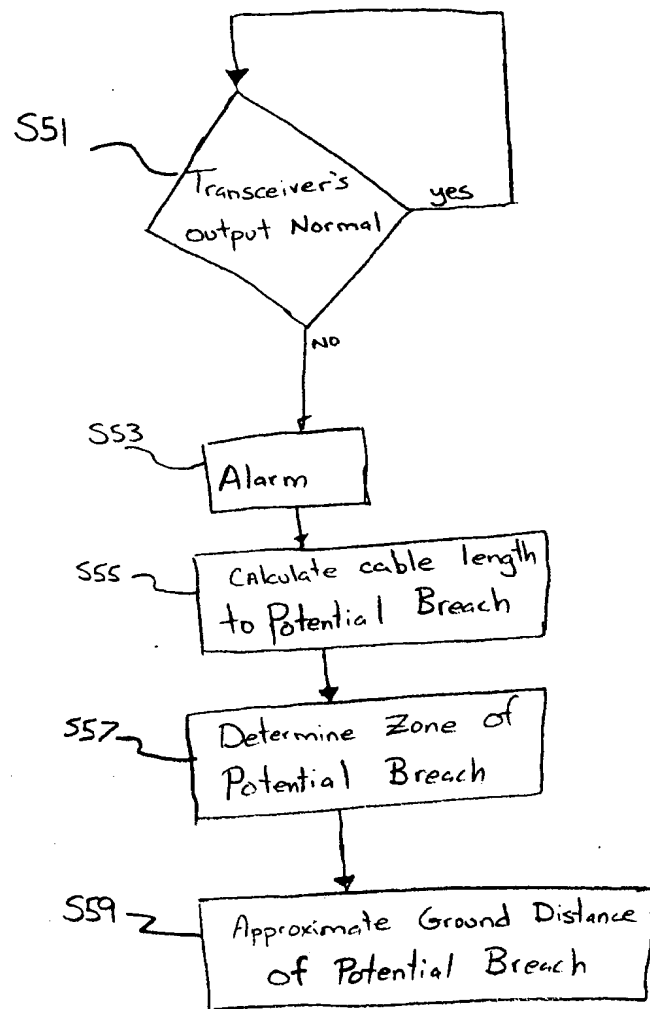 S51
Transceiver's
output Normal
yes
NO
S53
Alarm
S55
CAlculate cable length
to Potential Breach
S57
Determine Zone of
Potential Breach
S59
Approximate Ground Distance
of Potential Breach